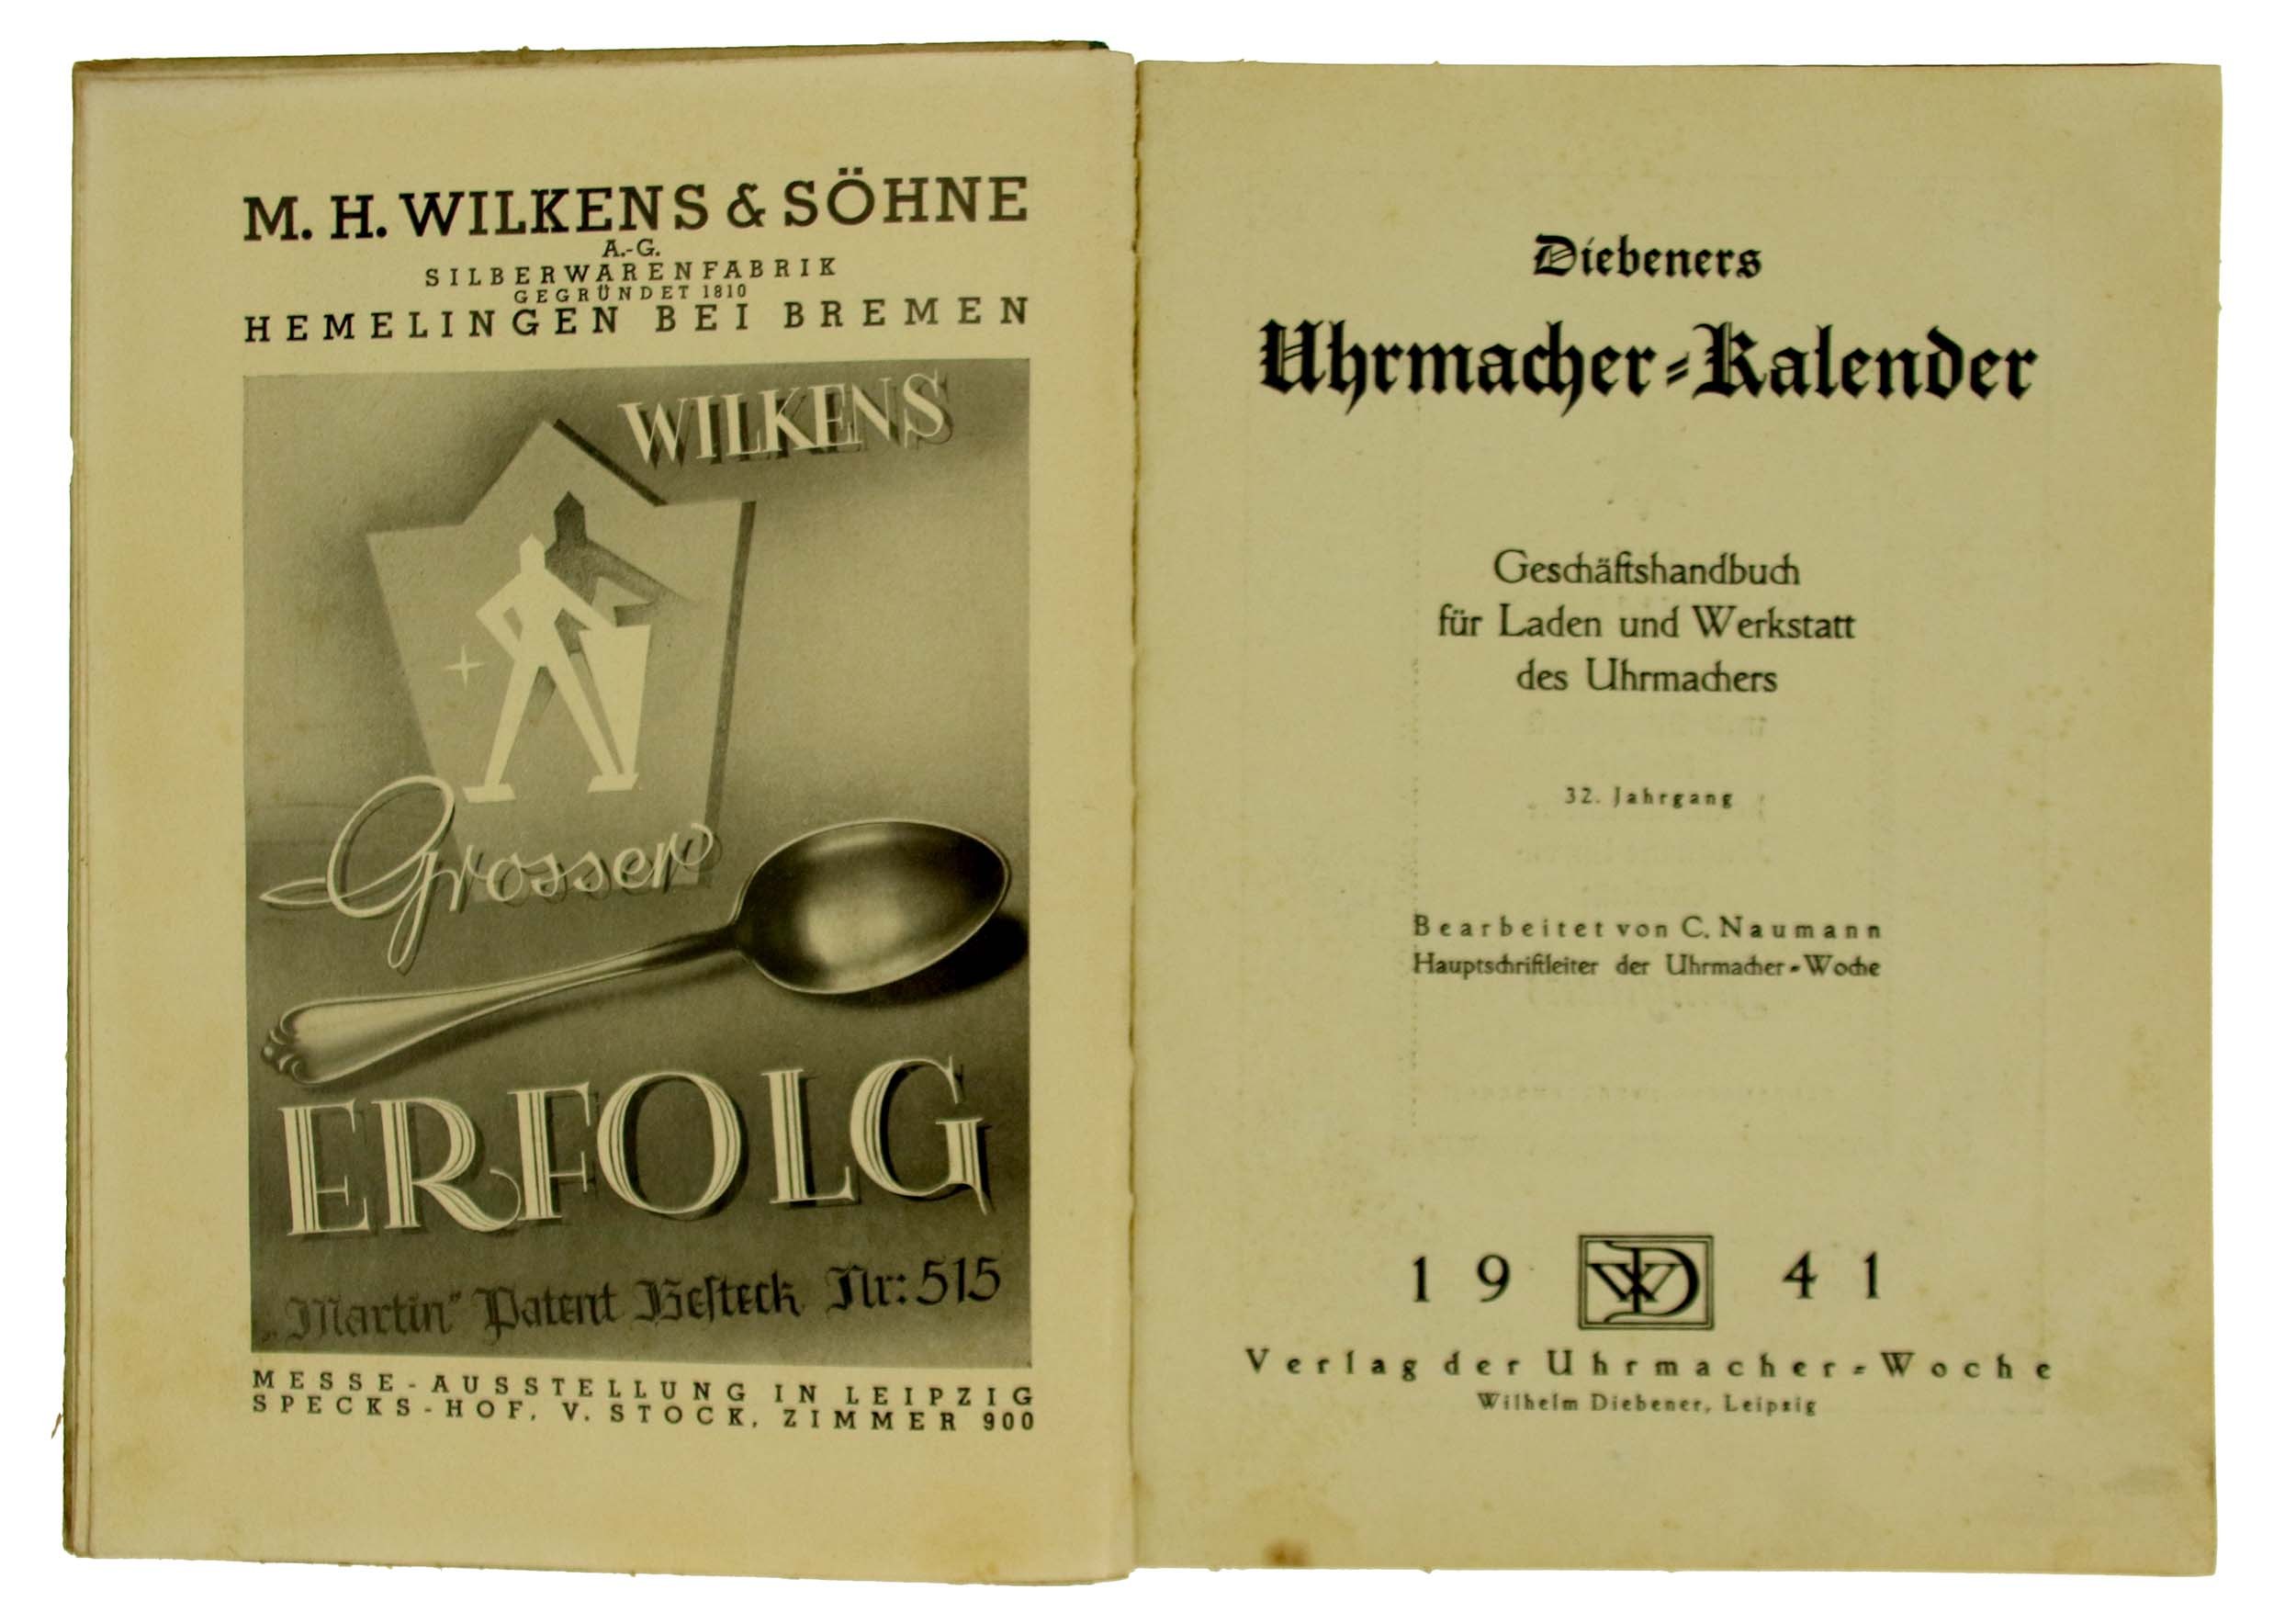 M. H. WILKENS & SÖHNE
A.-G.
SILBERWARENFABRIK
GEGRÜNDET 1810
HEMELINGEN BEI BREMEN
WILKENS
Grosser
ERFOLG
„Martin" Patent Besteck Nr: 515
MESSE-AUSSTELLUNG IN LEIPZIG
SPECKS-HOF, V. STOCK, ZIMMER 900
Diebeners
Uhrmacher-Kalender
Geschäftshandbuch
für Laden und Werkstatt
des Uhrmachers
32. Jahrgang
Bearbeitet von C. Naumann
Hauptschriftleiter der Uhrmacher-Woche
19 WD 41
Verlag der Uhrmacher-Woche
Wilhelm Diebener, Leipzig